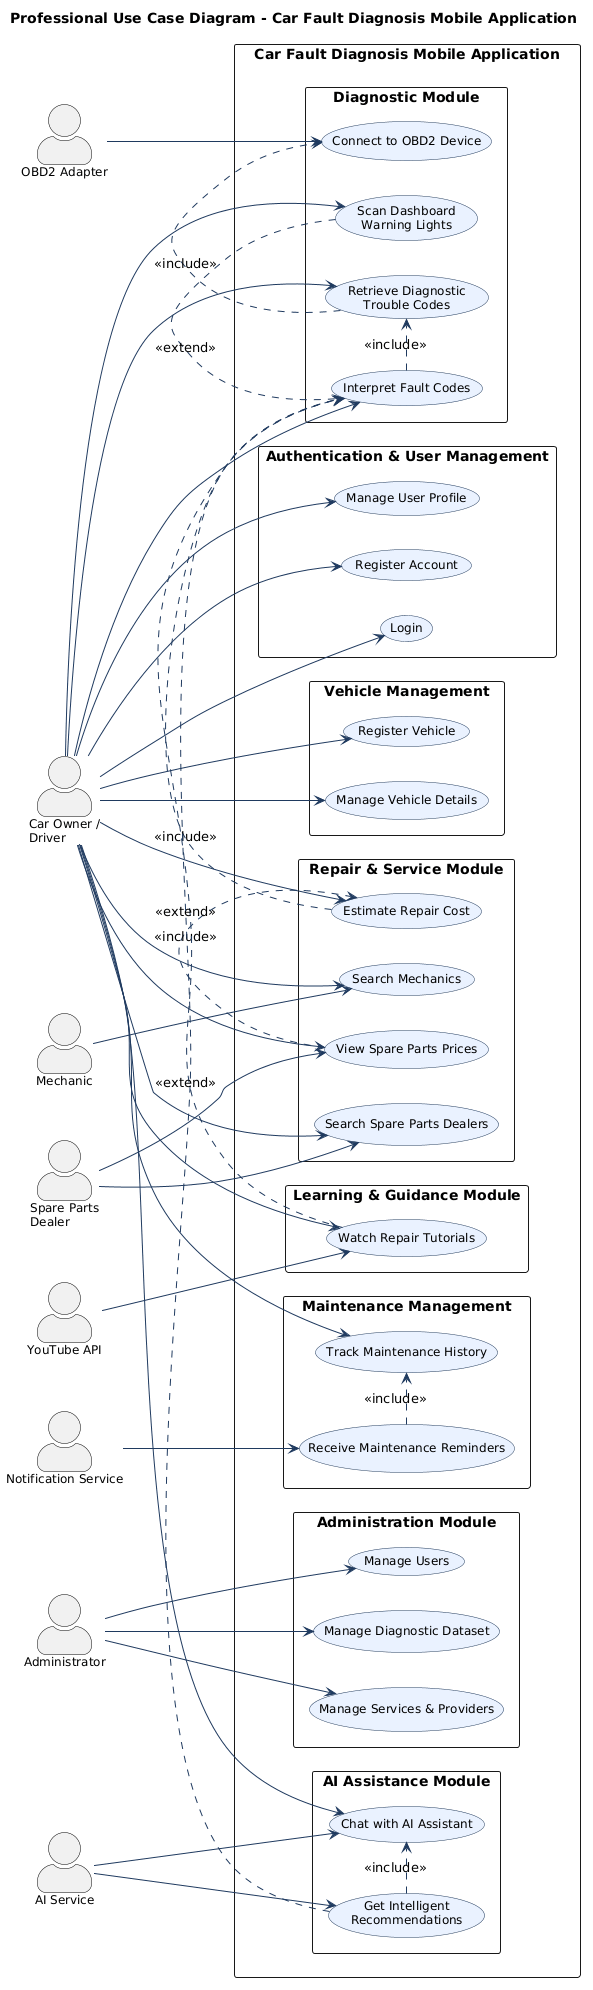 Professional Use Case Diagram - Car Fault Diagnosis Mobile Application
Car Fault Diagnosis Mobile Application
Diagnostic Module
Connect to OBD2 Device
OBD2 Adapter
Scan Dashboard
Warning Lights
«include»
Retrieve Diagnostic
Trouble Codes
«include»
«extend»
Interpret Fault Codes
Authentication & User Management
Manage User Profile
Register Account
Login
Vehicle Management
Register Vehicle
Manage Vehicle Details
Car Owner /
Driver
«include»
Repair & Service Module
Estimate Repair Cost
«extend»
«include»
Search Mechanics
View Spare Parts Prices
Mechanic
«extend»
Search Spare Parts Dealers
Spare Parts
Dealer
Learning & Guidance Module
Watch Repair Tutorials
YouTube API
Maintenance Management
Track Maintenance History
«include»
Receive Maintenance Reminders
Notification Service
Administration Module
Manage Users
Manage Diagnostic Dataset
Administrator
Manage Services & Providers
AI Assistance Module
Chat with AI Assistant
«include»
AI Service
Get Intelligent
Recommendations